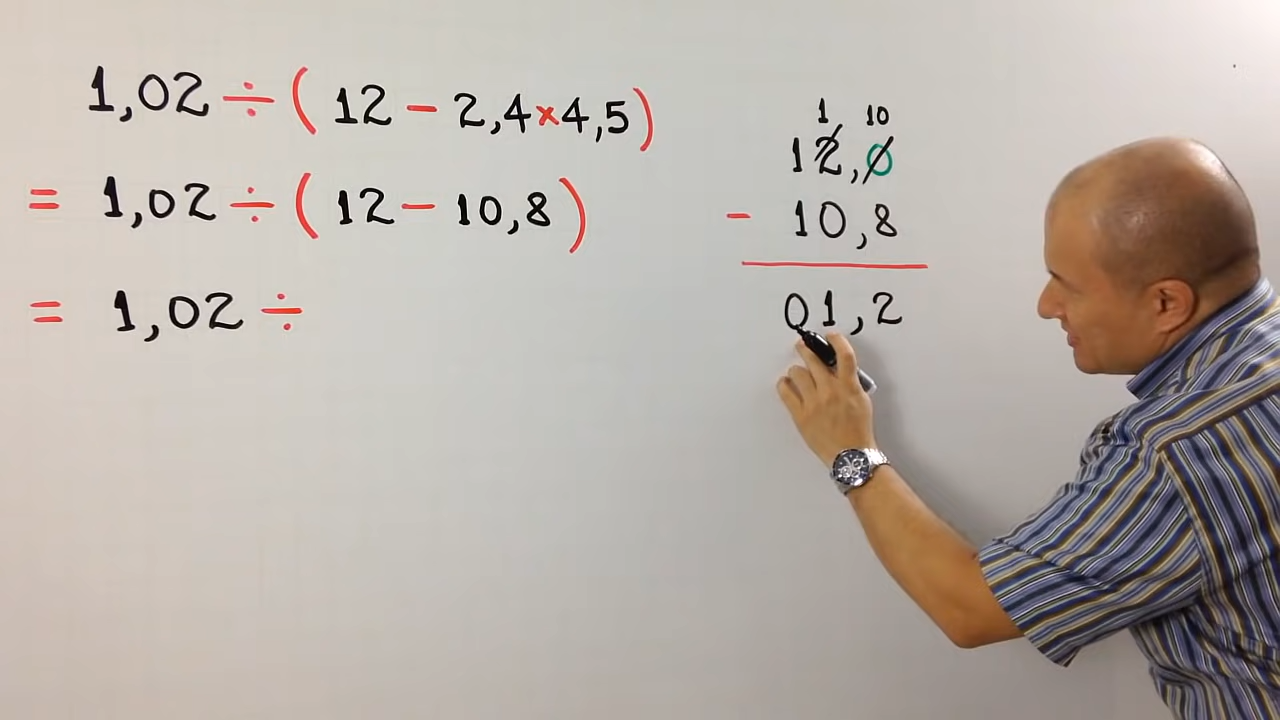 1,02 ÷ ( 12 − 2,4 × 4,5 )
= 1,02 ÷ ( 12 − 10,8 )
= 1,02 ÷
1 10
12,0
− 10,8
01,2